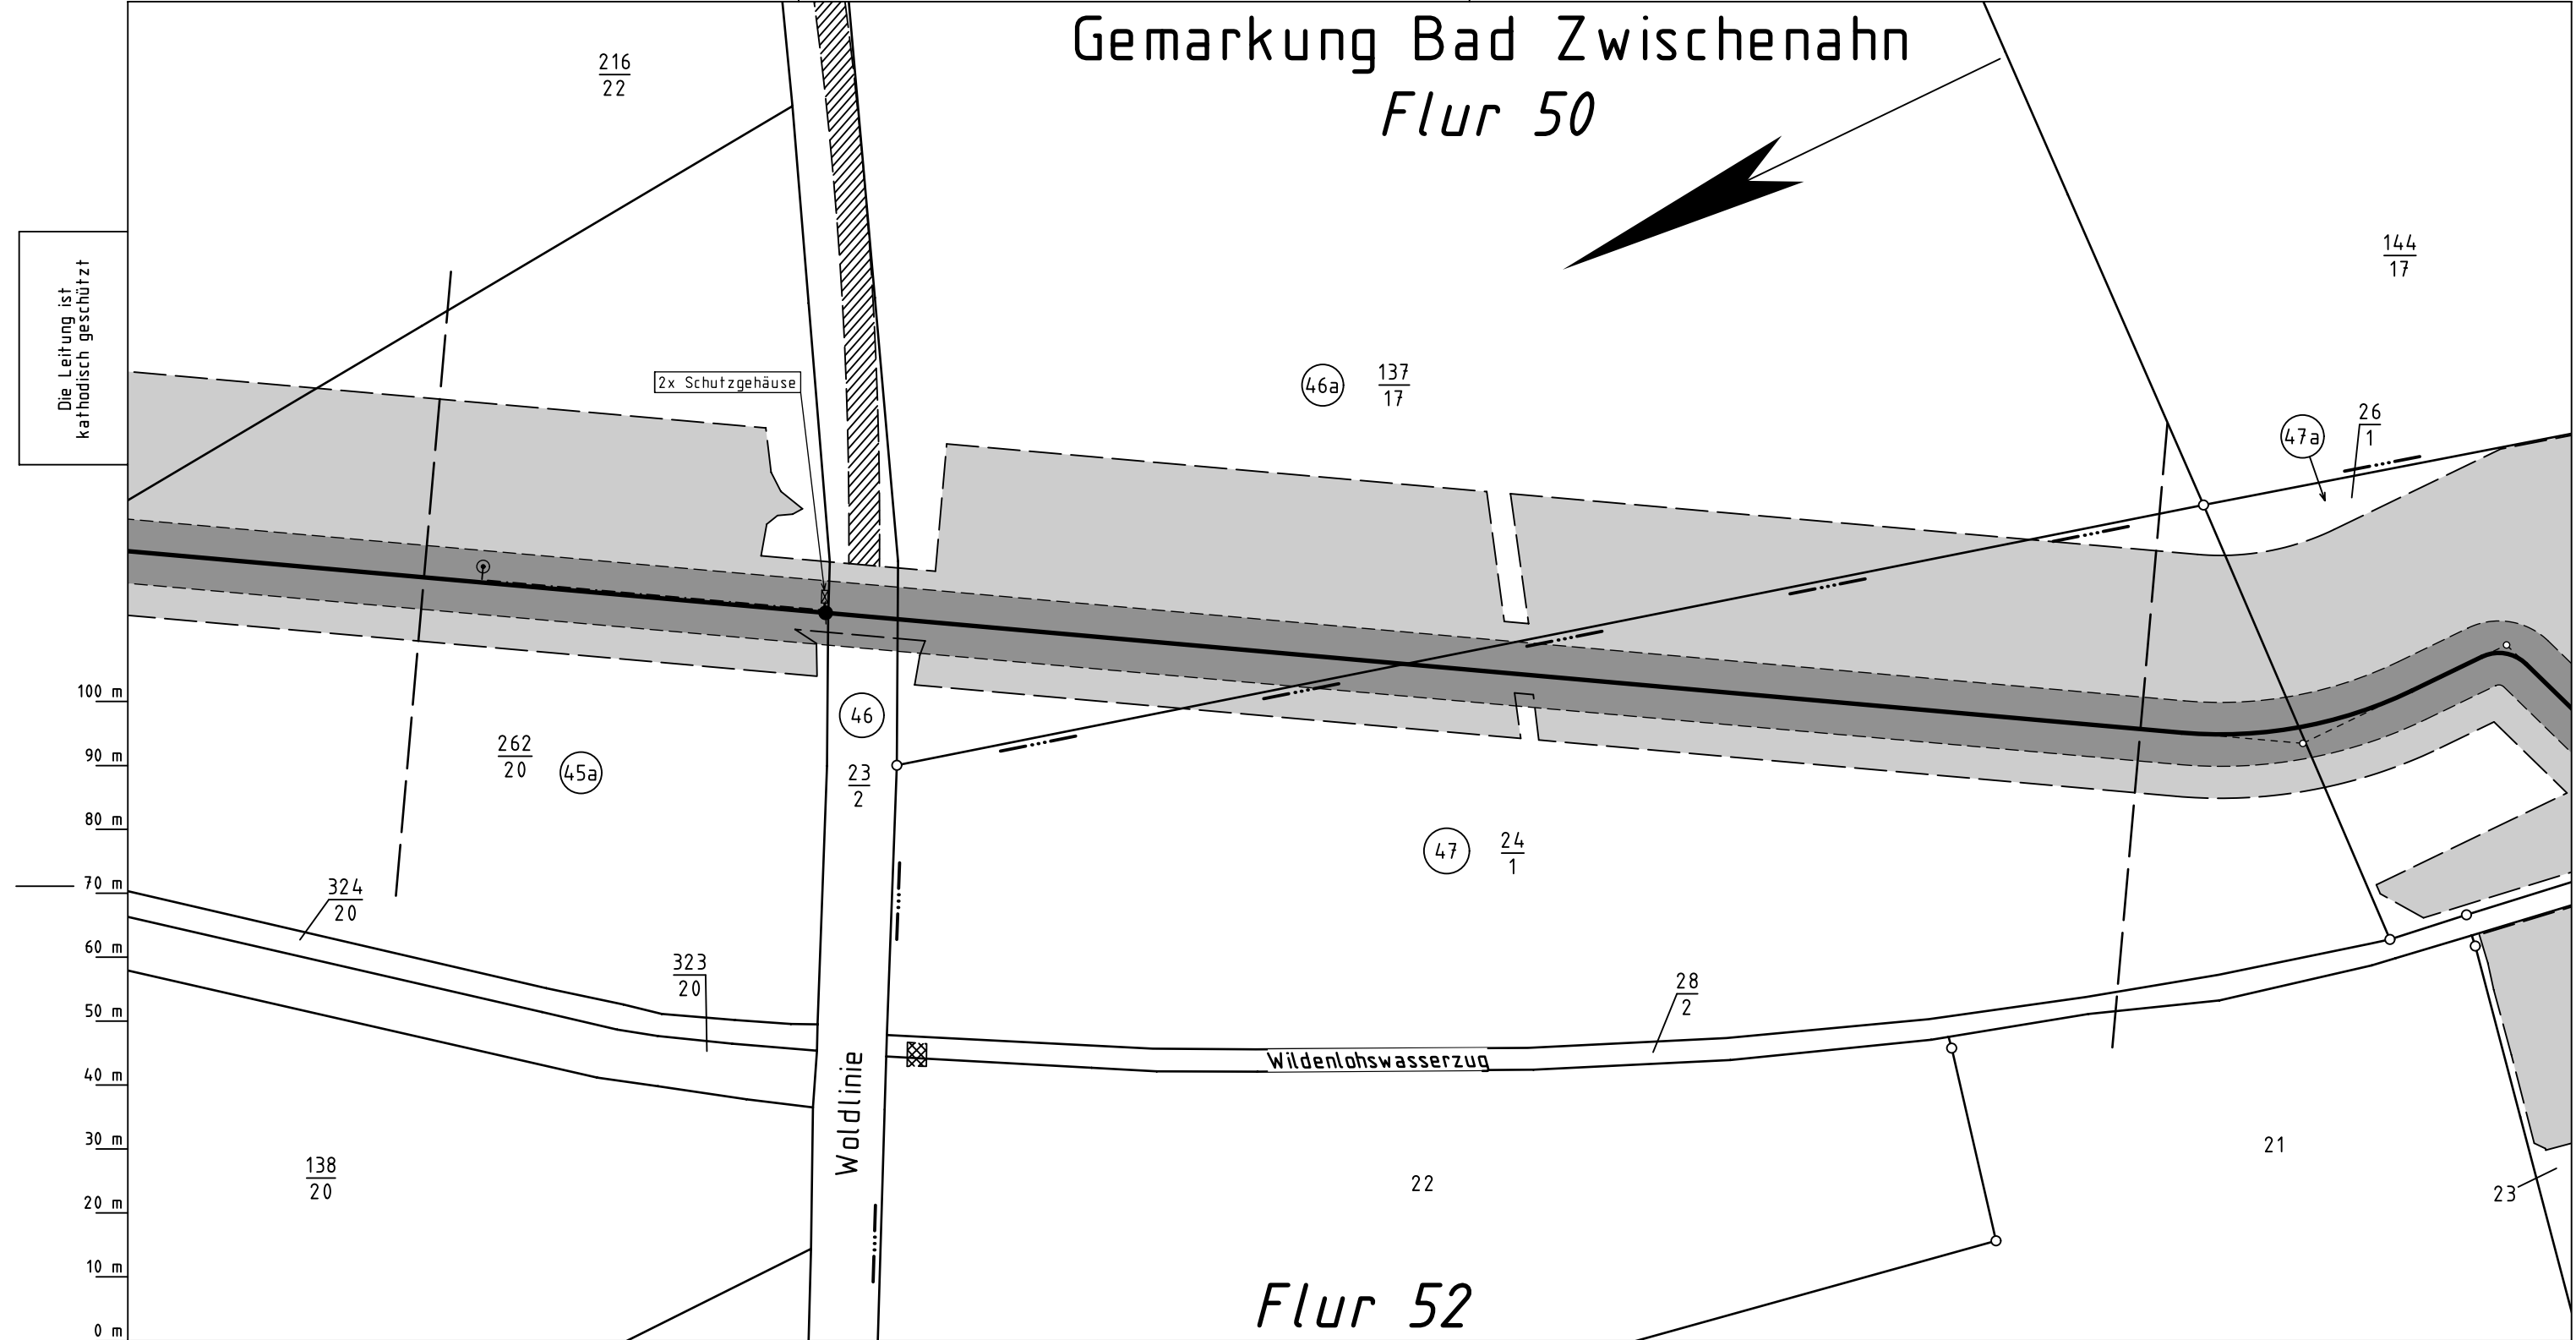 Gemarkung Bad Zwischenahn
Flur 50
216
22
144
17
Die Leitung ist
kathodisch geschützt
2x Schutzgehäuse
46a
137
17
47a
26
1
100 m
90 m
80 m
70 m
60 m
50 m
40 m
30 m
20 m
10 m
0 m
46
23
2
262
20
45a
47
24
1
324
20
323
20
28
2
Wildenlohswasserzug
Woldlinie
138
20
22
21
23
Flur 52